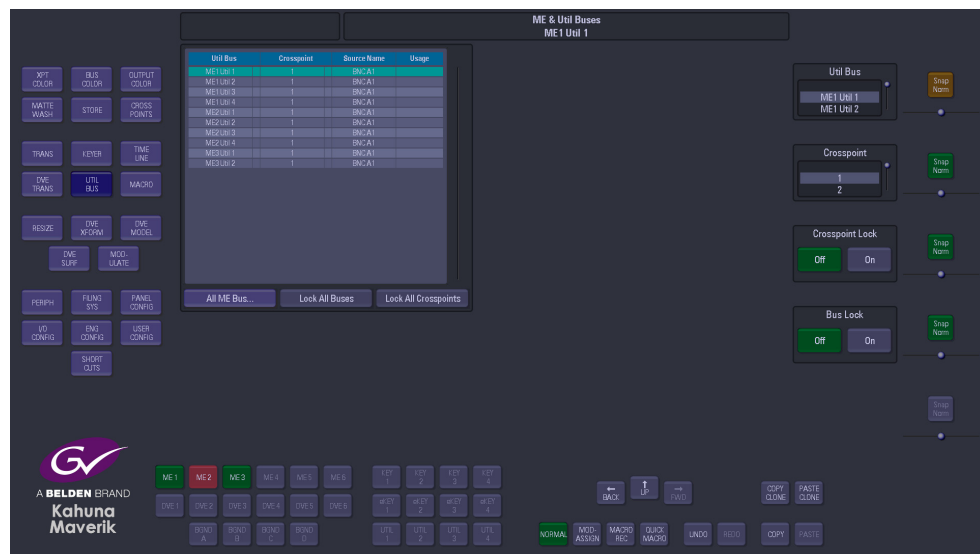 ME & Util Buses
ME1 Util 1
Util Bus Crosspoint Source Name Usage
ME1 Util 1 1 BNC A1
ME1 Util 2 1 BNC A1
ME1 Util 3 1 BNC A1
ME1 Util 4 1 BNC A1
ME2 Util 1 1 BNC A1
ME2 Util 2 1 BNC A1
ME2 Util 3 1 BNC A1
ME2 Util 4 1 BNC A1
ME3 Util 1 1 BNC A1
ME3 Util 2 1 BNC A1
All ME Bus... Lock All Buses Lock All Crosspoints
XPT COLOR
BUS COLOR
OUTPUT COLOR
MATTE WASH
STORE
CROSS POINTS
TRANS
KEYER
TIME LINE
DVE TRANS
UTIL BUS
MACRO
RESIZE
DVE XFORM
DVE MODEL
DVE SURF
MOD- ULATE
PERIPH
FILING SYS
PANEL CONFIG
I/O CONFIG
ENG CONFIG
USER CONFIG
SHORT CUTS
Util Bus
ME1 Util 1
ME1 Util 2
Snap Norm
Crosspoint
1
2
Snap Norm
Crosspoint Lock
Off On
Snap Norm
Bus Lock
Off On
Snap Norm
Snap Norm
GV
A BELDEN BRAND
Kahuna
Maverik
ME 1 ME 2 ME 3 ME 4 ME 5 ME 6
DVE 1 DVE 2 DVE 3 DVE 4 DVE 5 DVE 6
BGND A BGND B BGND C BGND D
KEY 1 KEY 2 KEY 3 KEY 4
øKEY 1 øKEY 2 øKEY 3 øKEY 4
UTIL 1 UTIL 2 UTIL 3 UTIL 4
BACK UP FWD
COPY CLONE PASTE CLONE
NORMAL MOD- ASSIGN MACRO REC QUICK MACRO UNDO REDO COPY PASTE